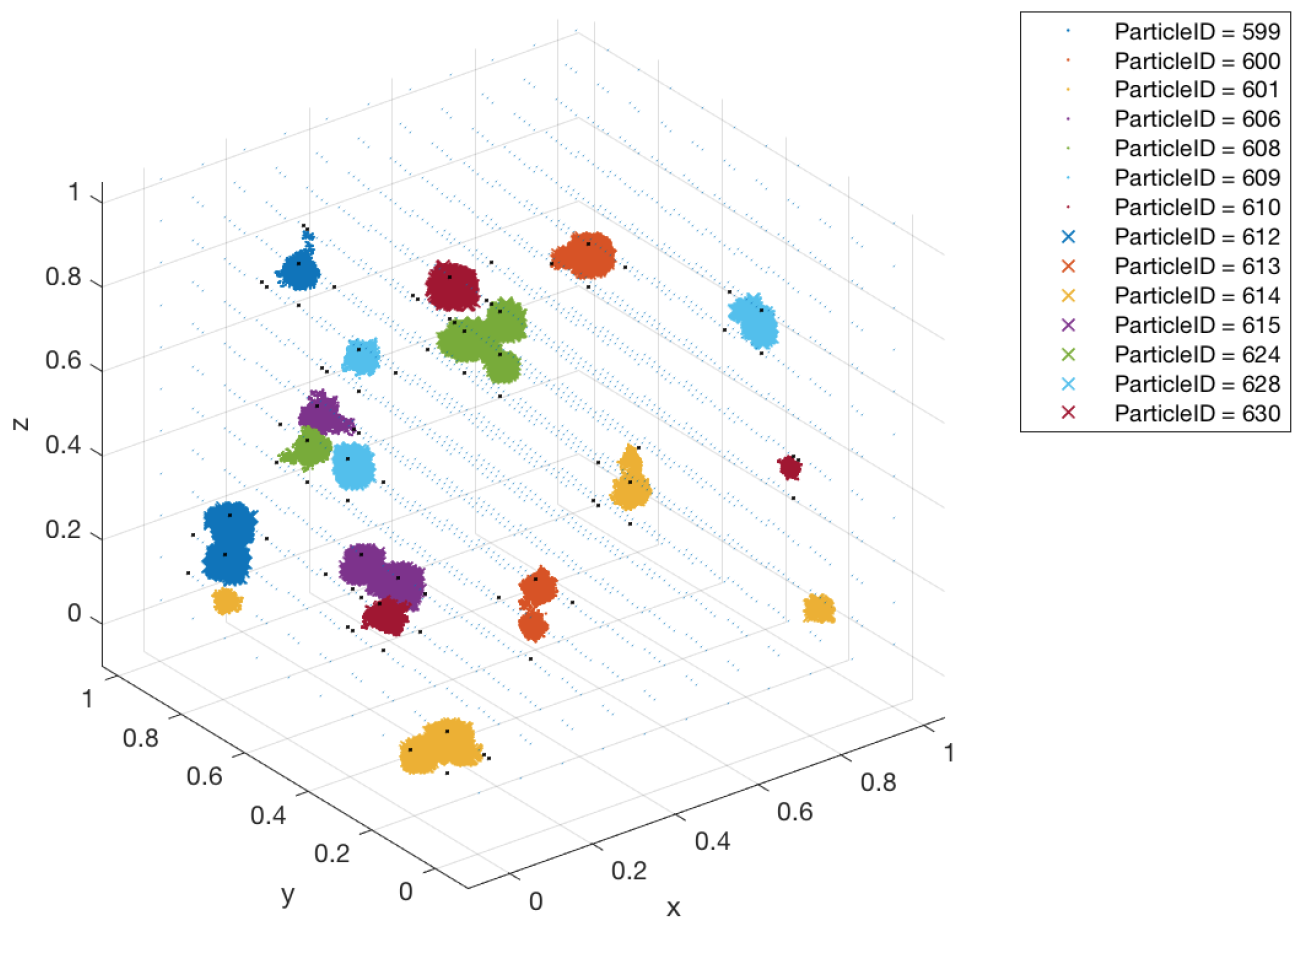 ParticleID = 599
ParticleID = 600
ParticleID = 601
ParticleID = 606
ParticleID = 608
ParticleID = 609
ParticleID = 610
ParticleID = 612
ParticleID = 613
ParticleID = 614
ParticleID = 615
ParticleID = 624
ParticleID = 628
ParticleID = 630
1
0.8
0.6
0.4
0.2
0
z
1
0.8
0.6
0.4
0.2
0
y
0
0.2
0.4
0.6
0.8
1
x